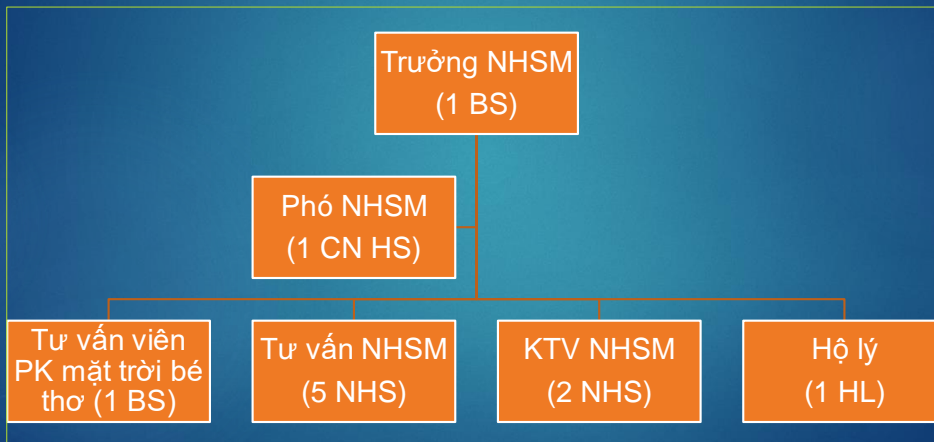 Trưởng NHSM
(1 BS)
Phó NHSM
(1 CN HS)
Tư vấn viên
PK mặt trời bé
thơ (1 BS)
Tư vấn NHSM
(5 NHS)
KTV NHSM
(2 NHS)
Hộ lý
(1 HL)